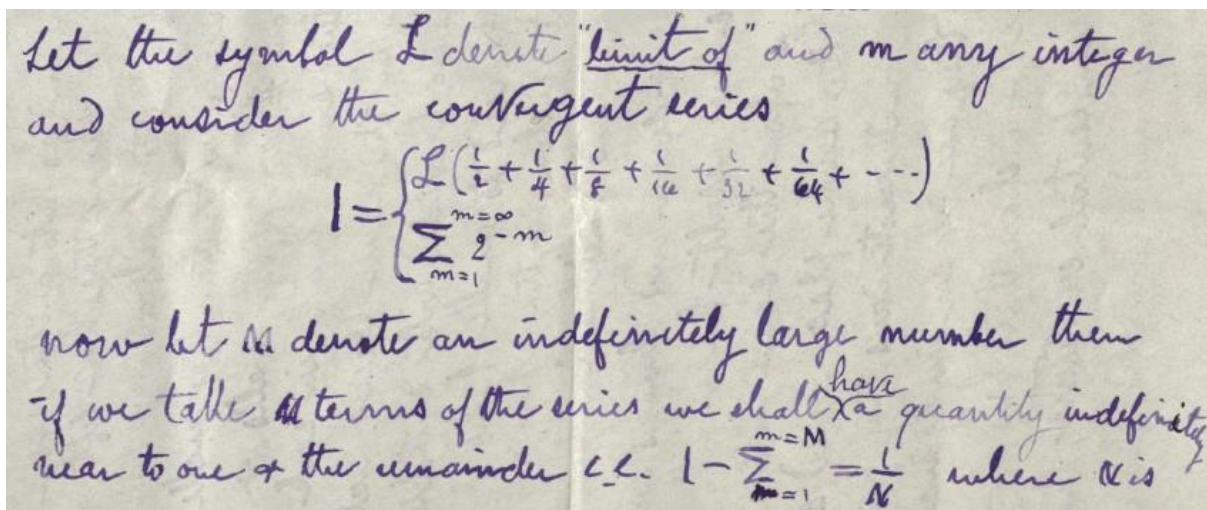 Let the symbol ℒ denote "limit of" and m any integer
and consider the convergent series
1 = { ℒ(1/2 + 1/4 + 1/8 + 1/16 + 1/32 + 1/64 + ---)
∑_{m=1}^{m=∞} 2^{-m}
now let M denote an indefinitely large number then
if we take M terms of the series we shall have a quantity indefinitely
near to one & the remainder i.e. 1 - ∑_{m=1}^{m=M} = 1/N where N is